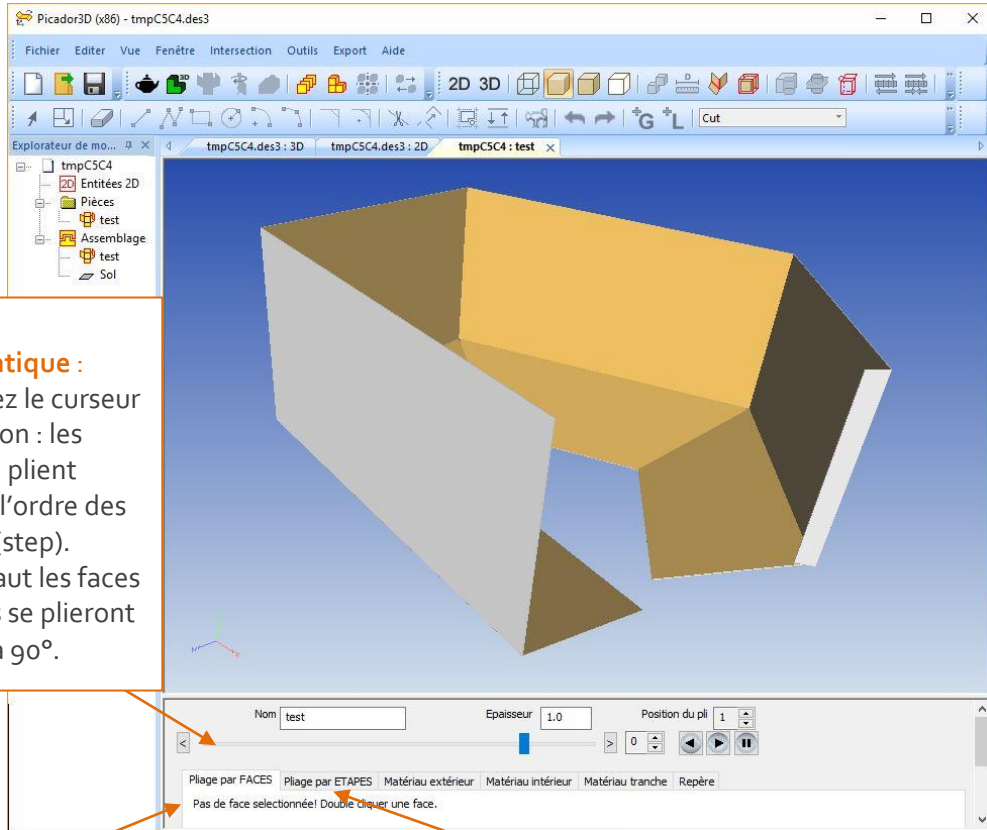 Picador3D (x86) - tmpC5C4.des3
Fichier Editer Vue Fenêtre Intersection Outils Export Aide
3D 2D 3D
G L Cut
Explorateur de mo...
tmpC5C4.des3 : 3D tmpC5C4.des3 : 2D tmpC5C4 : test
tmpC5C4
2D Entitées 2D
Pièces
test
Assemblage
test
Sol
atique :
ez le curseur
on : les
plient
l'ordre des
(step).
aut les faces
s se plieront
à 90°.
Nom test Epaisseur 1.0 Position du pli 1
< > 0
Pliage par FACES Pliage par ETAPES Matériau extérieur Matériau intérieur Matériau tranche Repère
Pas de face selectionnée! Double cliquer une face.